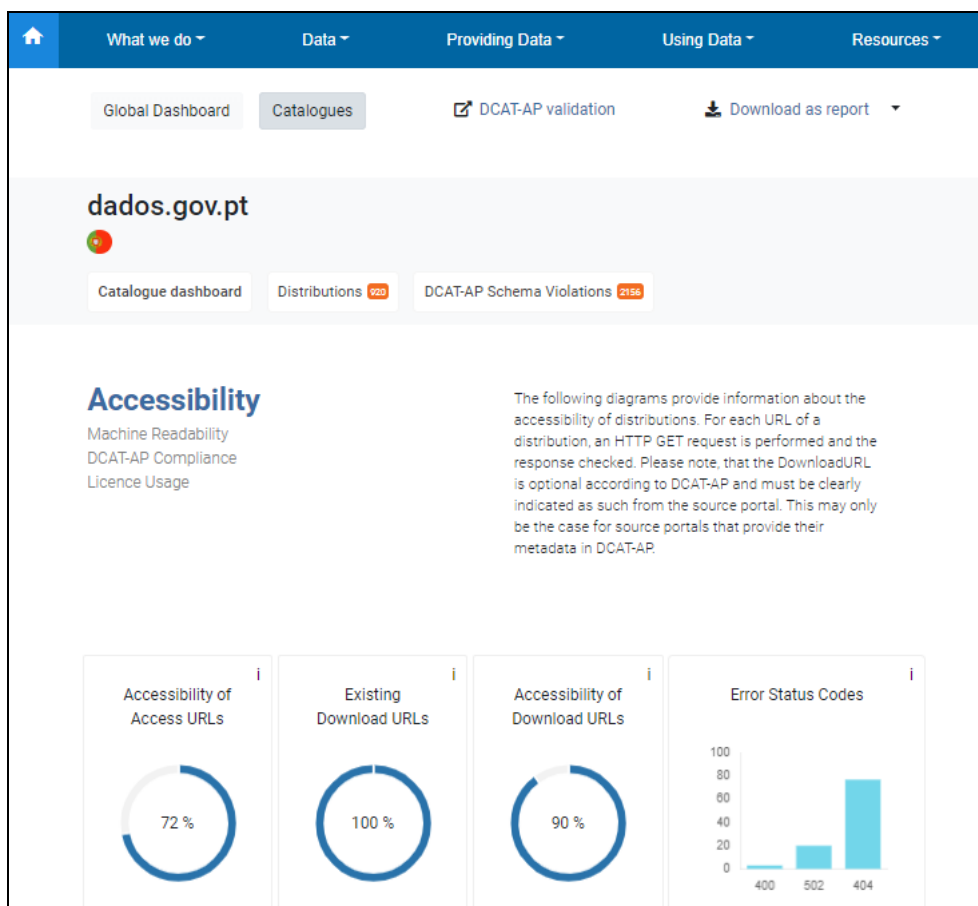 What we do Data Providing Data Using Data Resources
Global Dashboard Catalogues DCAT-AP validation Download as report
dados.gov.pt
Catalogue dashboard Distributions 920 DCAT-AP Schema Violations 2156
Accessibility
Machine Readability
DCAT-AP Compliance
Licence Usage
The following diagrams provide information about the
accessibility of distributions. For each URL of a
distribution, an HTTP GET request is performed and the
response checked. Please note, that the DownloadURL
is optional according to DCAT-AP and must be clearly
indicated as such from the source portal. This may only
be the case for source portals that provide their
metadata in DCAT-AP.
i
Accessibility of
Access URLs
72 %
i
Existing
Download URLs
100 %
i
Accessibility of
Download URLs
90 %
i
Error Status Codes
100
80
60
40
20
0
400 502 404